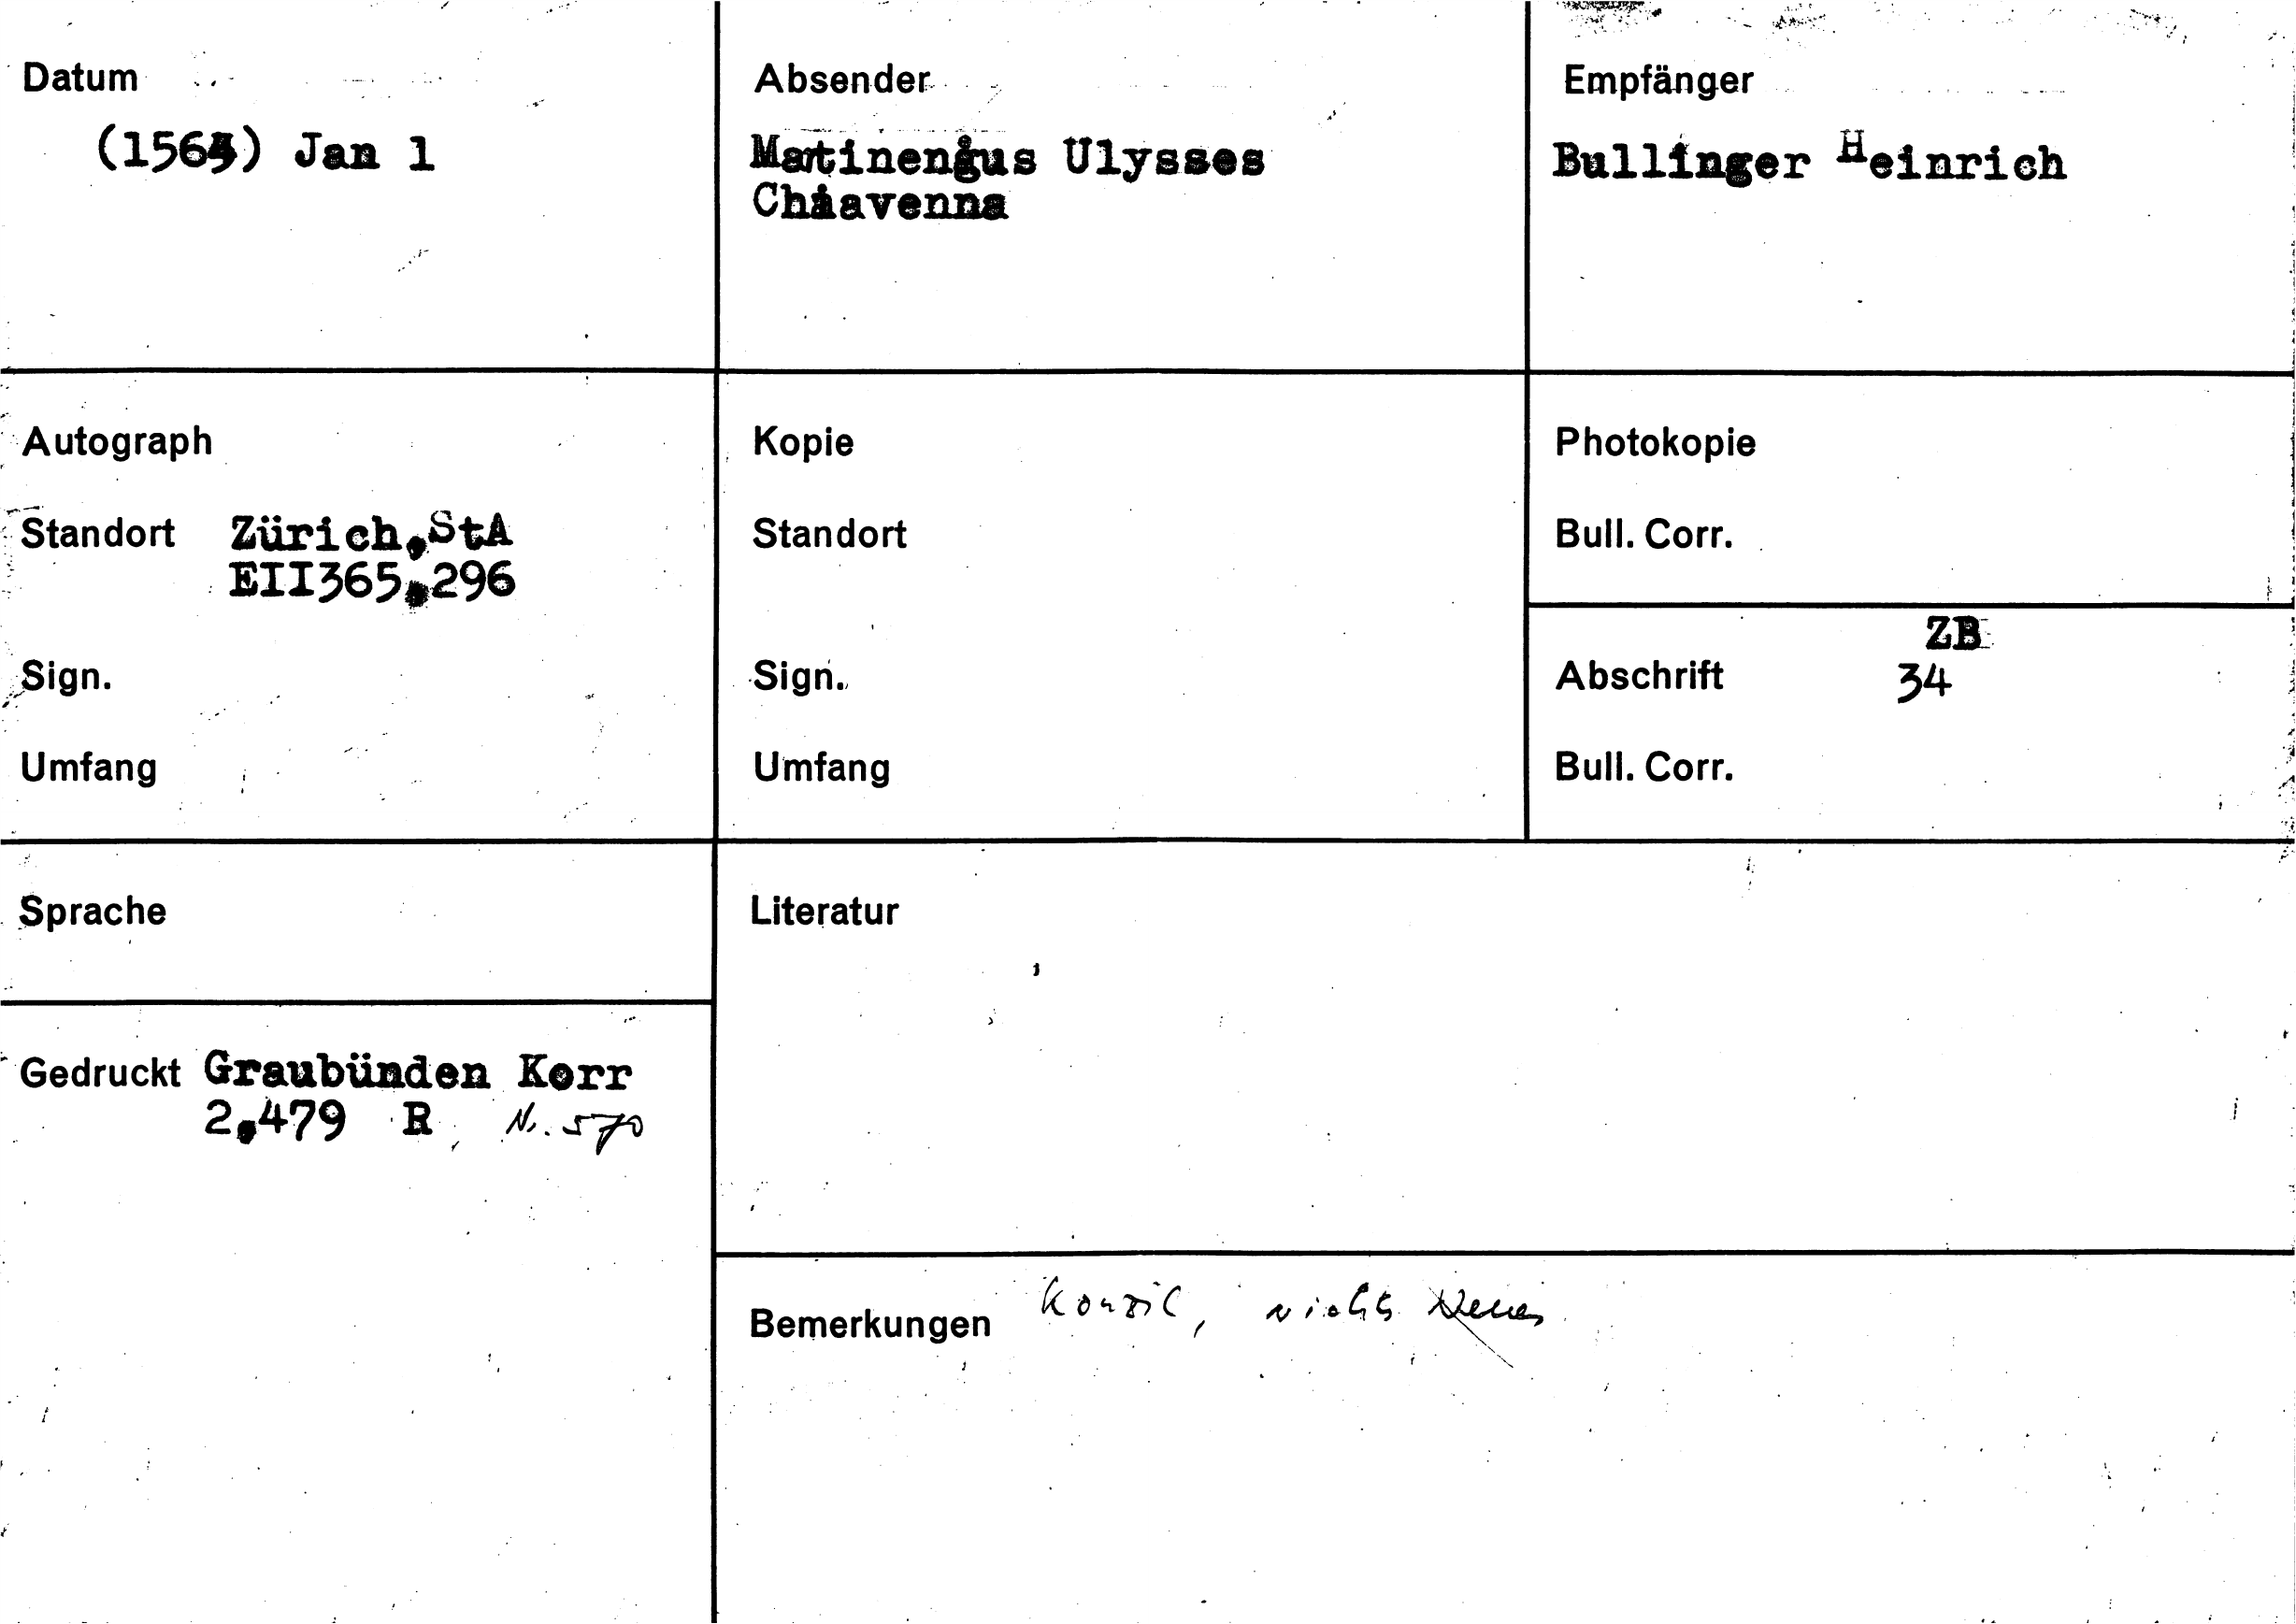 Datum
(1564) Jan 1
Absender
Martinengus Ulysses
Chiavenna
Empfänger
Bullinger Heinrich
Autograph
Standort Zürich,StA
EII365,296
Sign.
Umfang
Kopie
Standort
Sign.
Umfang
Photokopie
Bull. Corr.
ZB
Abschrift 34
Bull. Corr.
Sprache
Literatur
Gedruckt Graubünden Korr
2,479 R N. 570
Bemerkungen Konzil, nichts Neues